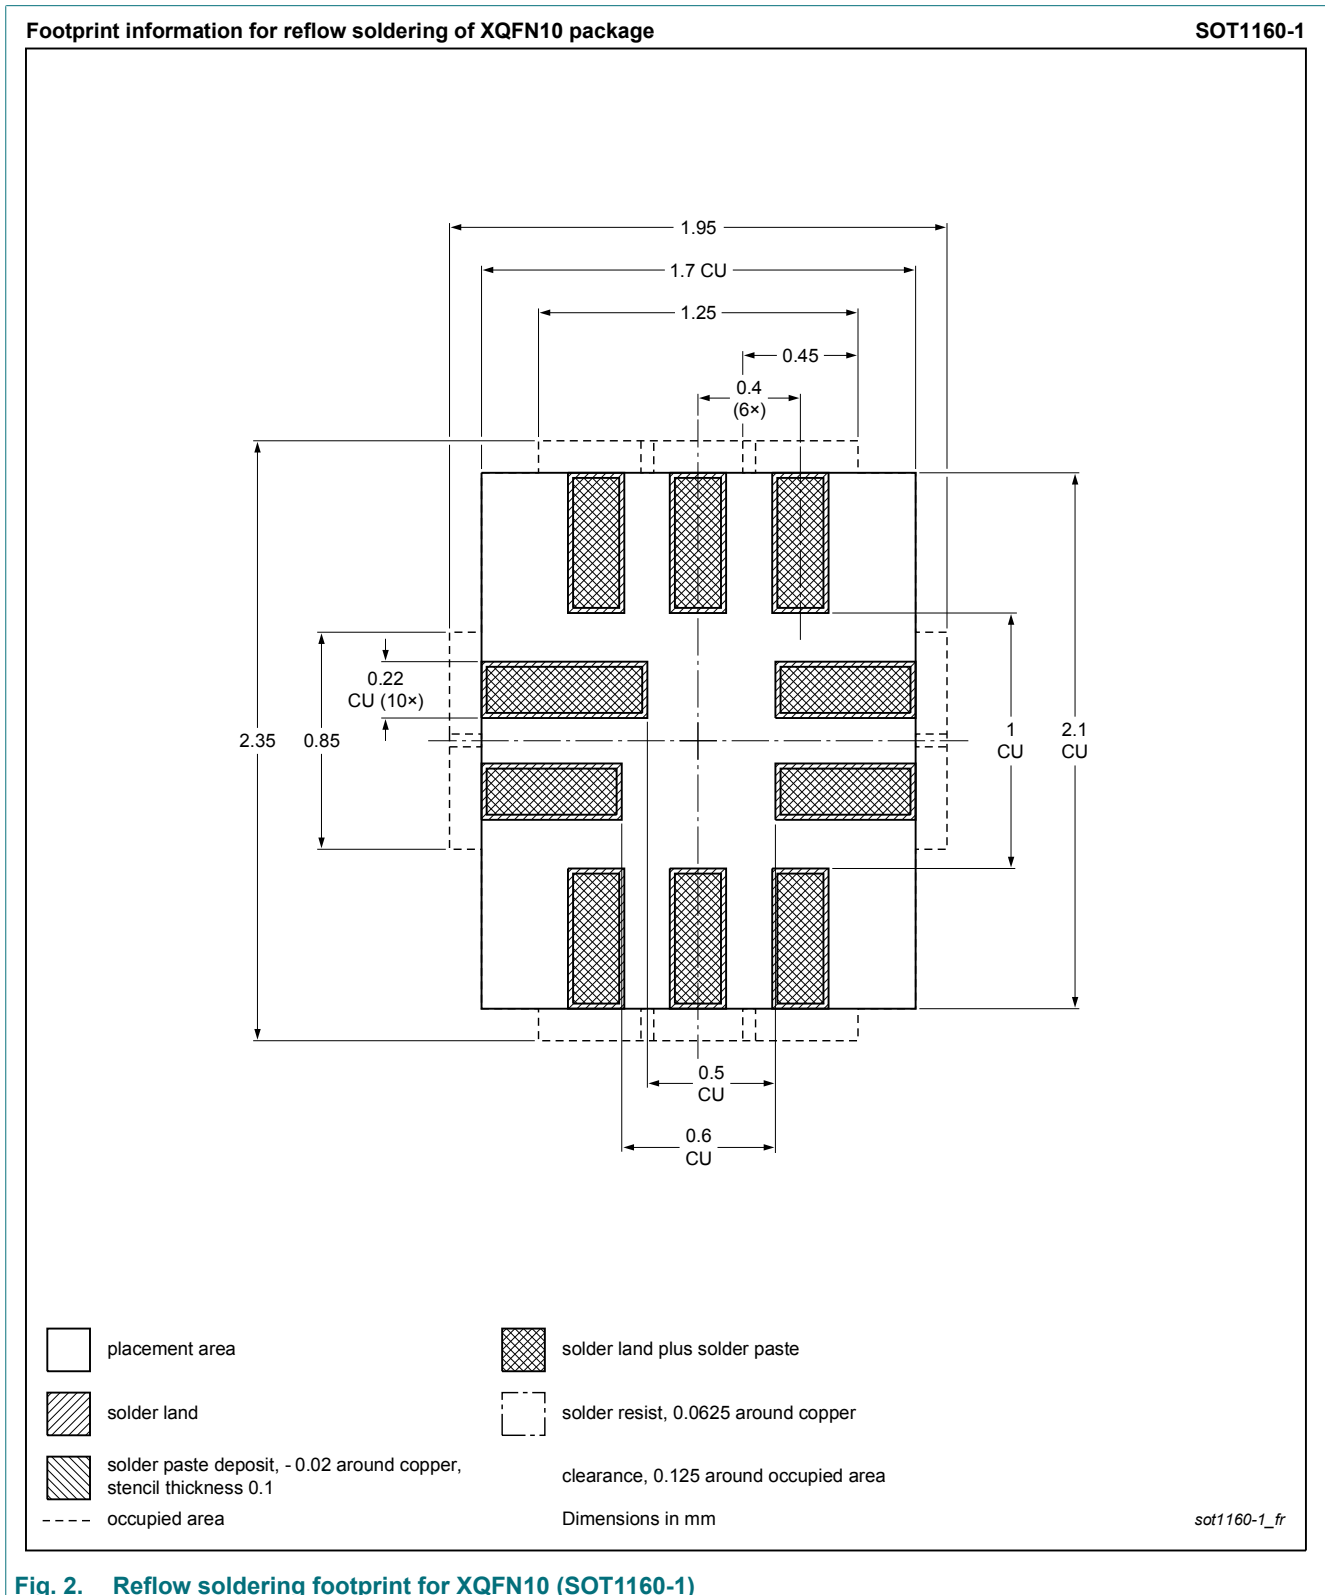 Footprint information for reflow soldering of XQFN10 package SOT1160-1
1.95
1.7 CU
1.25
0.45
0.4
(6×)
0.22
CU (10×)
2.35
0.85
1
CU
2.1
CU
0.5
CU
0.6
CU
placement area
solder land plus solder paste
solder land
solder resist, 0.0625 around copper
solder paste deposit, - 0.02 around copper,
stencil thickness 0.1
clearance, 0.125 around occupied area
occupied area
Dimensions in mm
sot1160-1_fr
Fig. 2. Reflow soldering footprint for XQFN10 (SOT1160-1)